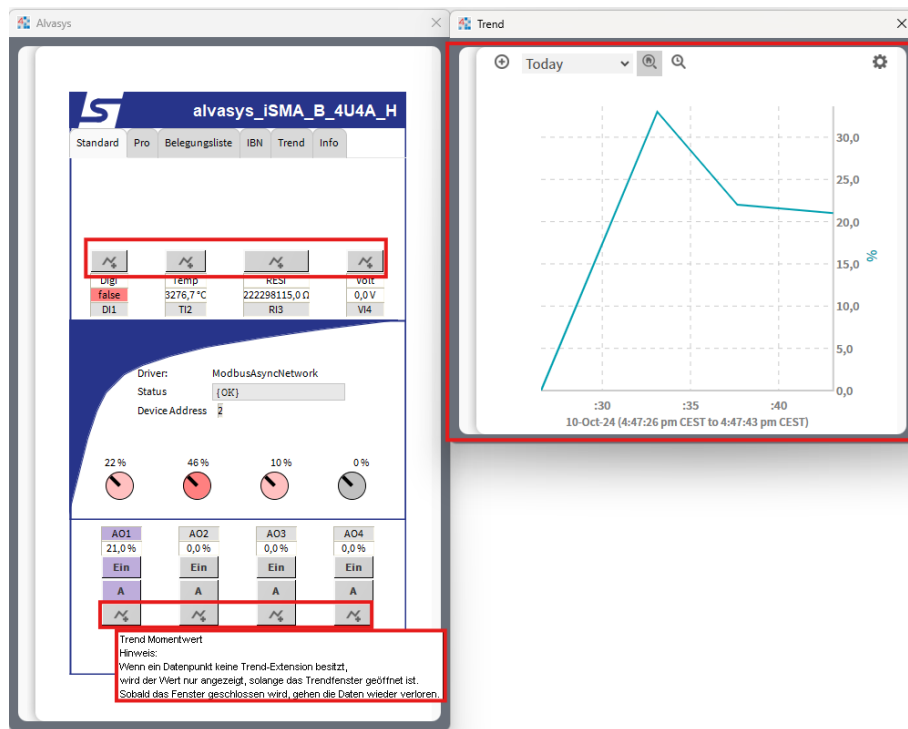 Alvasys
alvasys_iSMA_B_4U4A_H
Standard Pro Belegungsliste IBN Trend Info
Digi Temp RESI Volt
false 3276,7 °C 222298115,0 Ω 0,0 V
DI1 TI2 RI3 VI4
Driver: ModbusAsyncNetwork
Status {OK}
Device Address 2
22 % 46 % 10 % 0 %
AO1 AO2 AO3 AO4
21,0 % 0,0 % 0,0 % 0,0 %
Ein Ein Ein Ein
A A A A
Trend Momentwert
Hinweis:
Wenn ein Datenpunkt keine Trend-Extension besitzt,
wird der Wert nur angezeigt, solange das Trendfenster geöffnet ist.
Sobald das Fenster geschlossen wird, gehen die Daten wieder verloren.
Trend
Today
30,0
25,0
20,0
15,0
10,0
5,0
0,0
%
:30 :35 :40
10-Oct-24 (4:47:26 pm CEST to 4:47:43 pm CEST)